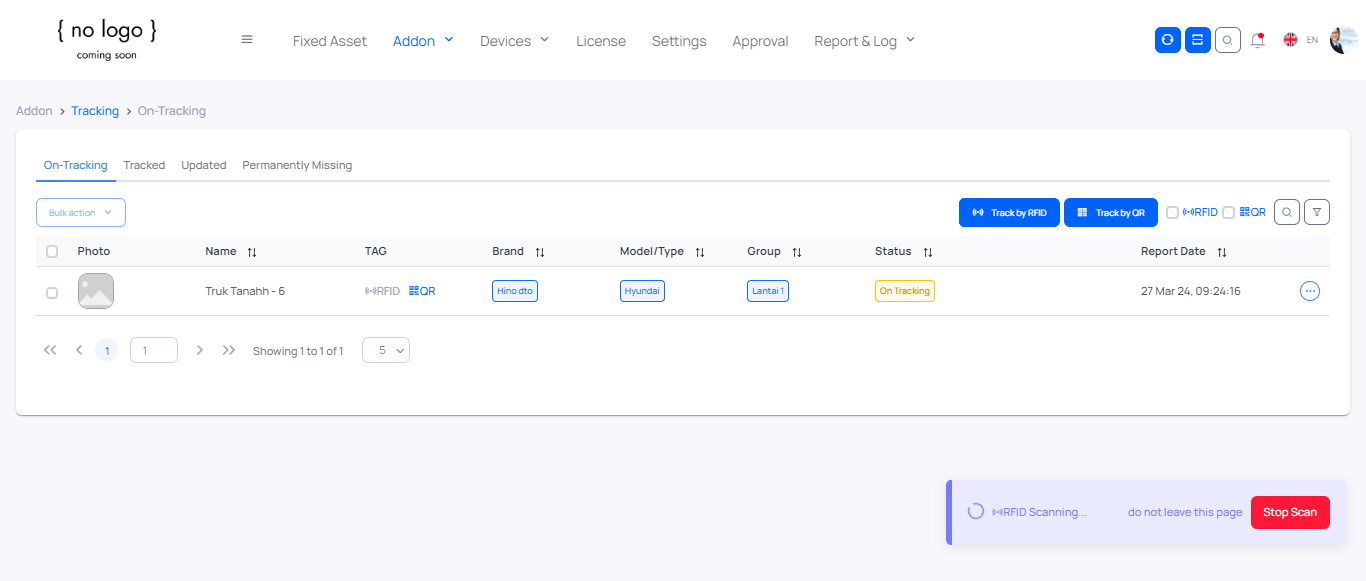 { no logo }
coming soon
Fixed Asset Addon Devices License Settings Approval Report & Log EN
Addon > Tracking > On-Tracking
On-Tracking Tracked Updated Permanently Missing
Bulk action Track by RFID Track by QR RFID QR
Photo Name TAG Brand Model/Type Group Status Report Date
Truk Tanahh - 6 RFID QR Hino dto Hyundai Lantai 1 On Tracking 27 Mar 24, 09:24:16
1 1 Showing 1 to 1 of 1 5
RFID Scanning... do not leave this page Stop Scan